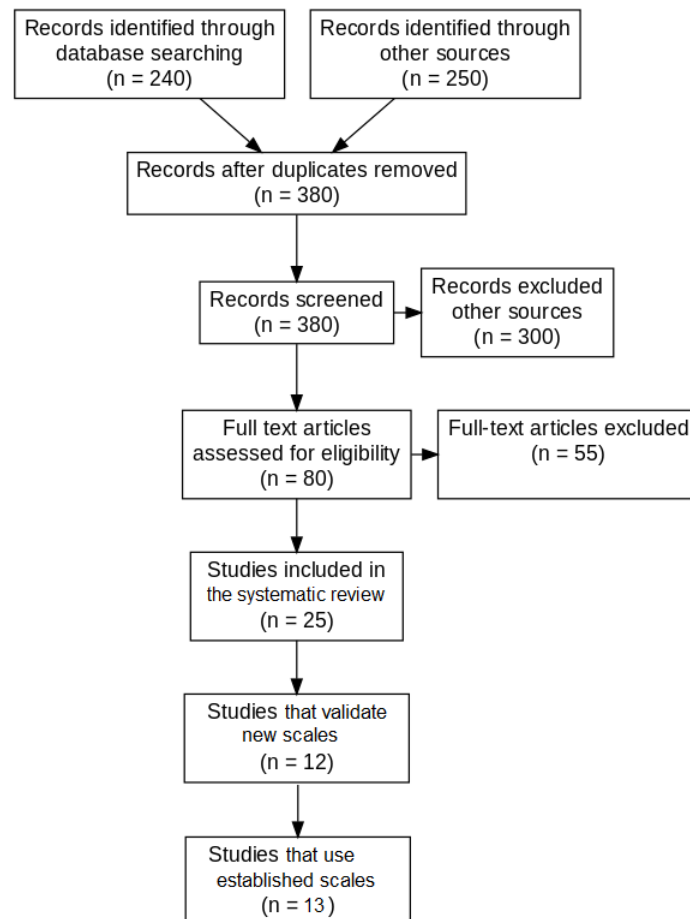 Records identified through
database searching
(n = 240)
Records identified through
other sources
(n = 250)
Records after duplicates removed
(n = 380)
Records screened
(n = 380)
Records excluded
other sources
(n = 300)
Full text articles
assessed for eligibility
(n = 80)
Full-text articles excluded
(n = 55)
Studies included in
the systematic review
(n = 25)
Studies that validate
new scales
(n = 12)
Studies that use
established scales
(n = 13)